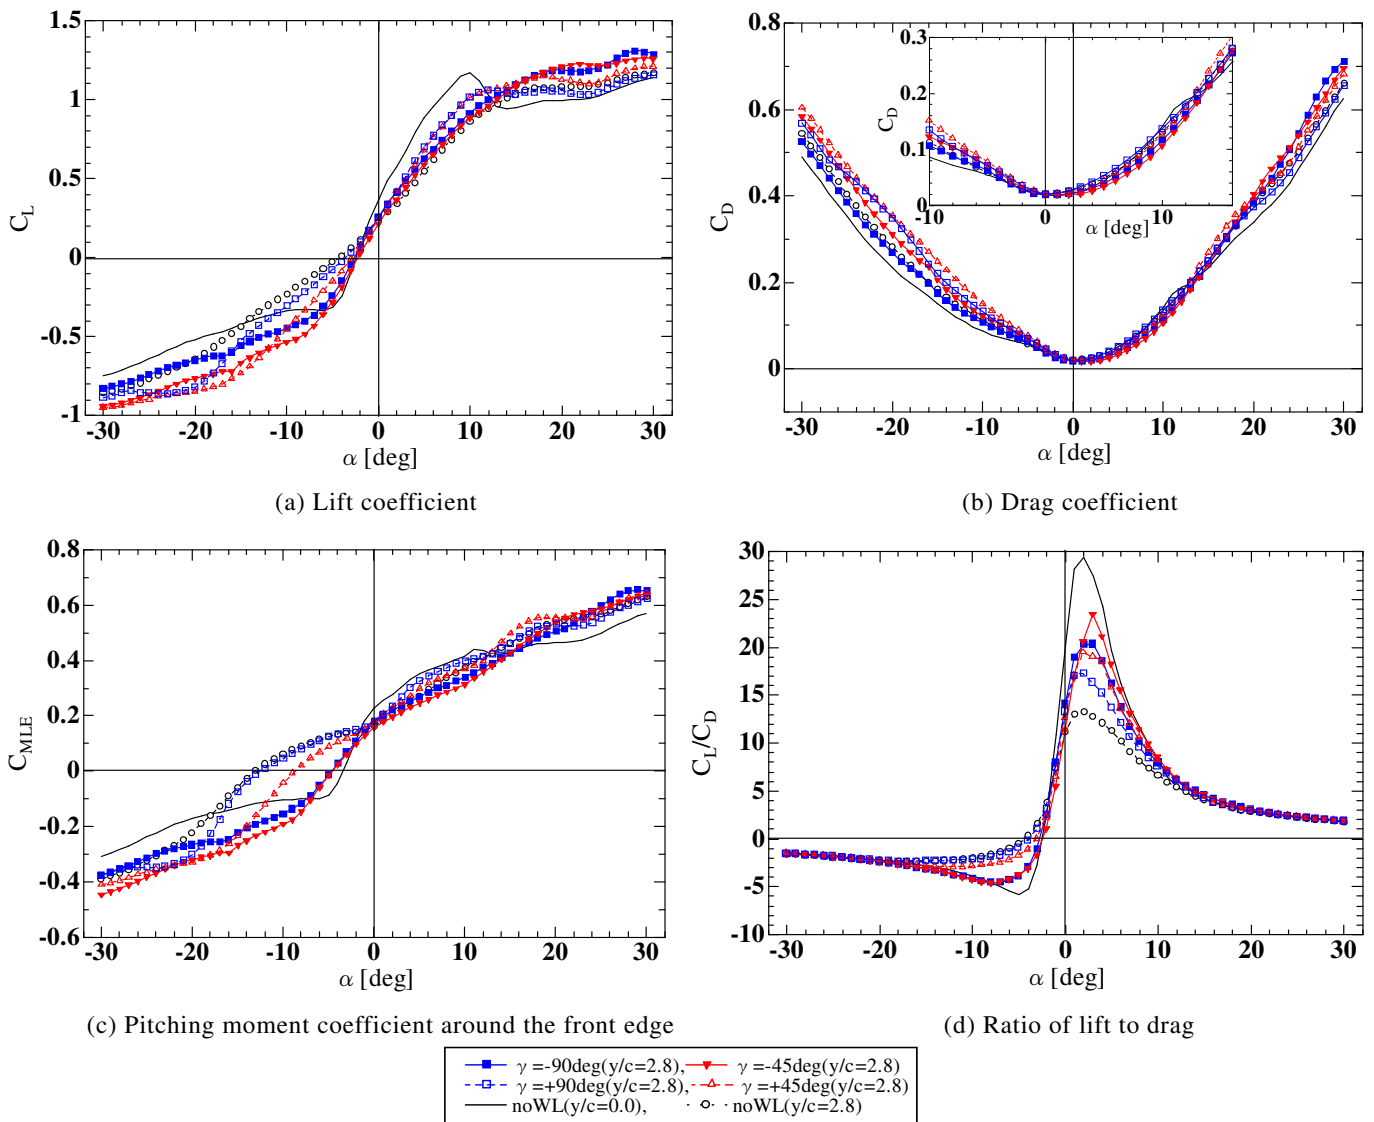 1.5
1
0.5
0
-0.5
-1
C_L
-30 -20 -10 0 10 20 30
α [deg]
(a) Lift coefficient
0.8
0.6
0.4
0.2
0
C_D
-30 -20 -10 0 10 20 30
α [deg]
0.3
0.2
0.1
0
C_D
-10 0 10
α [deg]
(b) Drag coefficient
0.8
0.6
0.4
0.2
0
-0.2
-0.4
-0.6
C_MLE
-30 -20 -10 0 10 20 30
α [deg]
(c) Pitching moment coefficient around the front edge
30
25
20
15
10
5
0
-5
-10
C_L/C_D
-30 -20 -10 0 10 20 30
α [deg]
(d) Ratio of lift to drag
γ =-90deg(y/c=2.8), γ =-45deg(y/c=2.8)
γ =+90deg(y/c=2.8), γ =+45deg(y/c=2.8)
noWL(y/c=0.0), noWL(y/c=2.8)